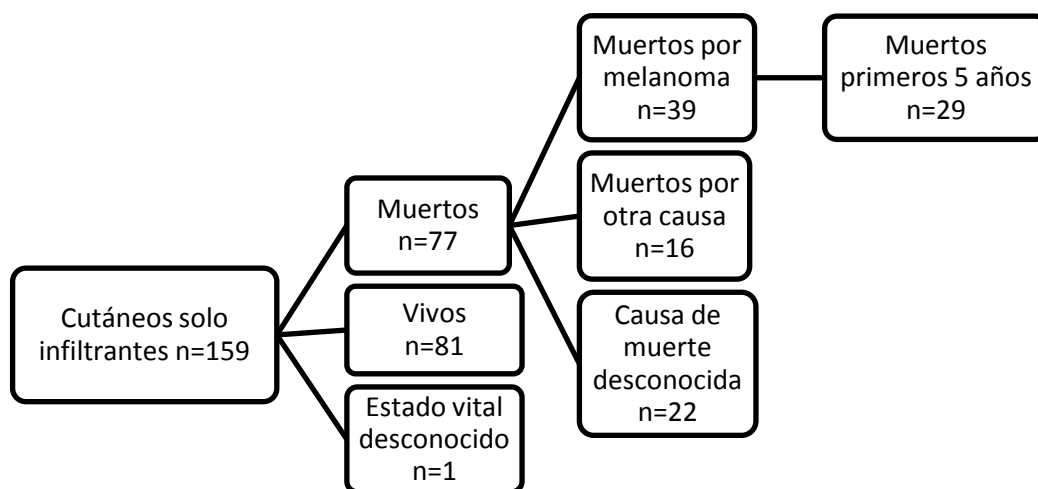 Cutáneos solo
infiltrantes n=159
Muertos
n=77
Vivos
n=81
Estado vital
desconocido
n=1
Muertos por
melanoma
n=39
Muertos por
otra causa
n=16
Causa de
muerte
desconocida
n=22
Muertos
primeros 5 años
n=29